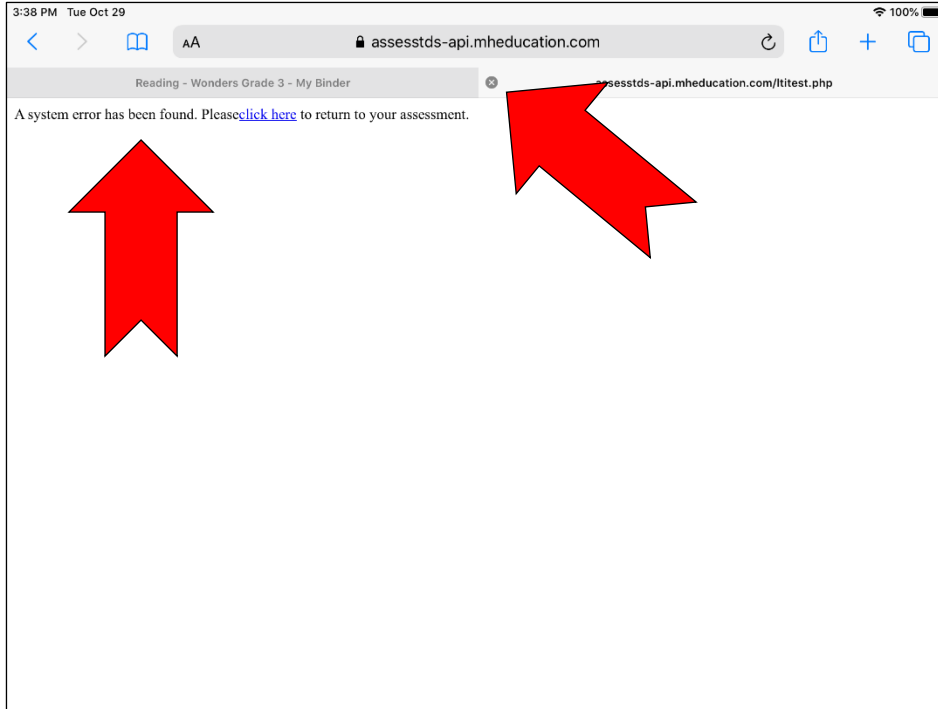 3:38 PM Tue Oct 29 100%
AA assesstds-api.mheducation.com
Reading - Wonders Grade 3 - My Binder assesstds-api.mheducation.com/ltitest.php
A system error has been found. Pleaseclick here to return to your assessment.